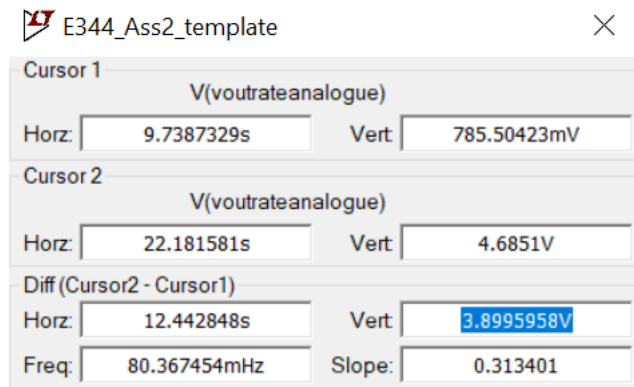 E344_Ass2_template
Cursor 1
V(voutrateanalogue)
Horz: 9.7387329s Vert: 785.50423mV
Cursor 2
V(voutrateanalogue)
Horz: 22.181581s Vert: 4.6851V
Diff (Cursor2 - Cursor1)
Horz: 12.442848s Vert: 3.8995958V
Freq: 80.367454mHz Slope: 0.313401